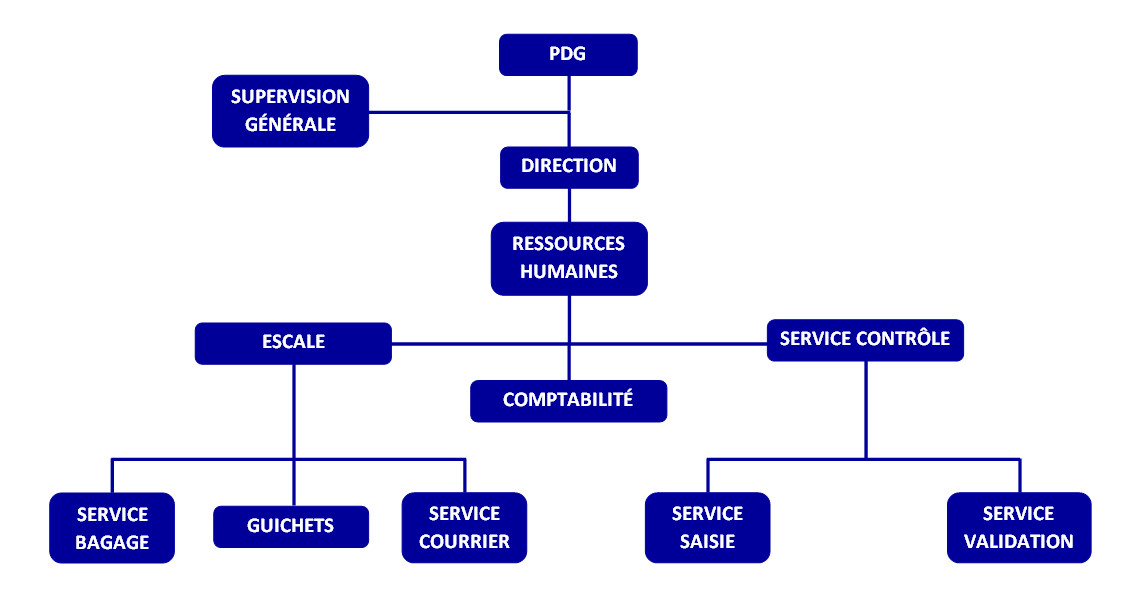 PDG
SUPERVISION
GÉNÉRALE
DIRECTION
RESSOURCES
HUMAINES
ESCALE
SERVICE CONTRÔLE
COMPTABILITÉ
SERVICE
BAGAGE
GUICHETS
SERVICE
COURRIER
SERVICE
SAISIE
SERVICE
VALIDATION